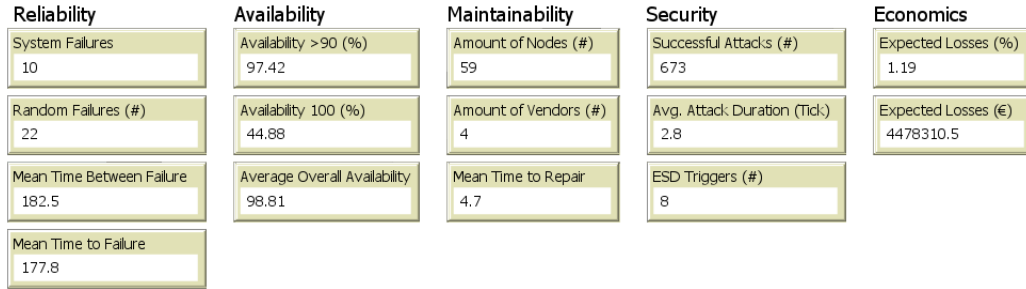 Reliability
System Failures
10
Random Failures (#)
22
Mean Time Between Failure
182.5
Mean Time to Failure
177.8
Availability
Availability >90 (%)
97.42
Availability 100 (%)
44.88
Average Overall Availability
98.81
Maintainability
Amount of Nodes (#)
59
Amount of Vendors (#)
4
Mean Time to Repair
4.7
Security
Successful Attacks (#)
673
Avg. Attack Duration (Tick)
2.8
ESD Triggers (#)
8
Economics
Expected Losses (%)
1.19
Expected Losses (€)
4478310.5